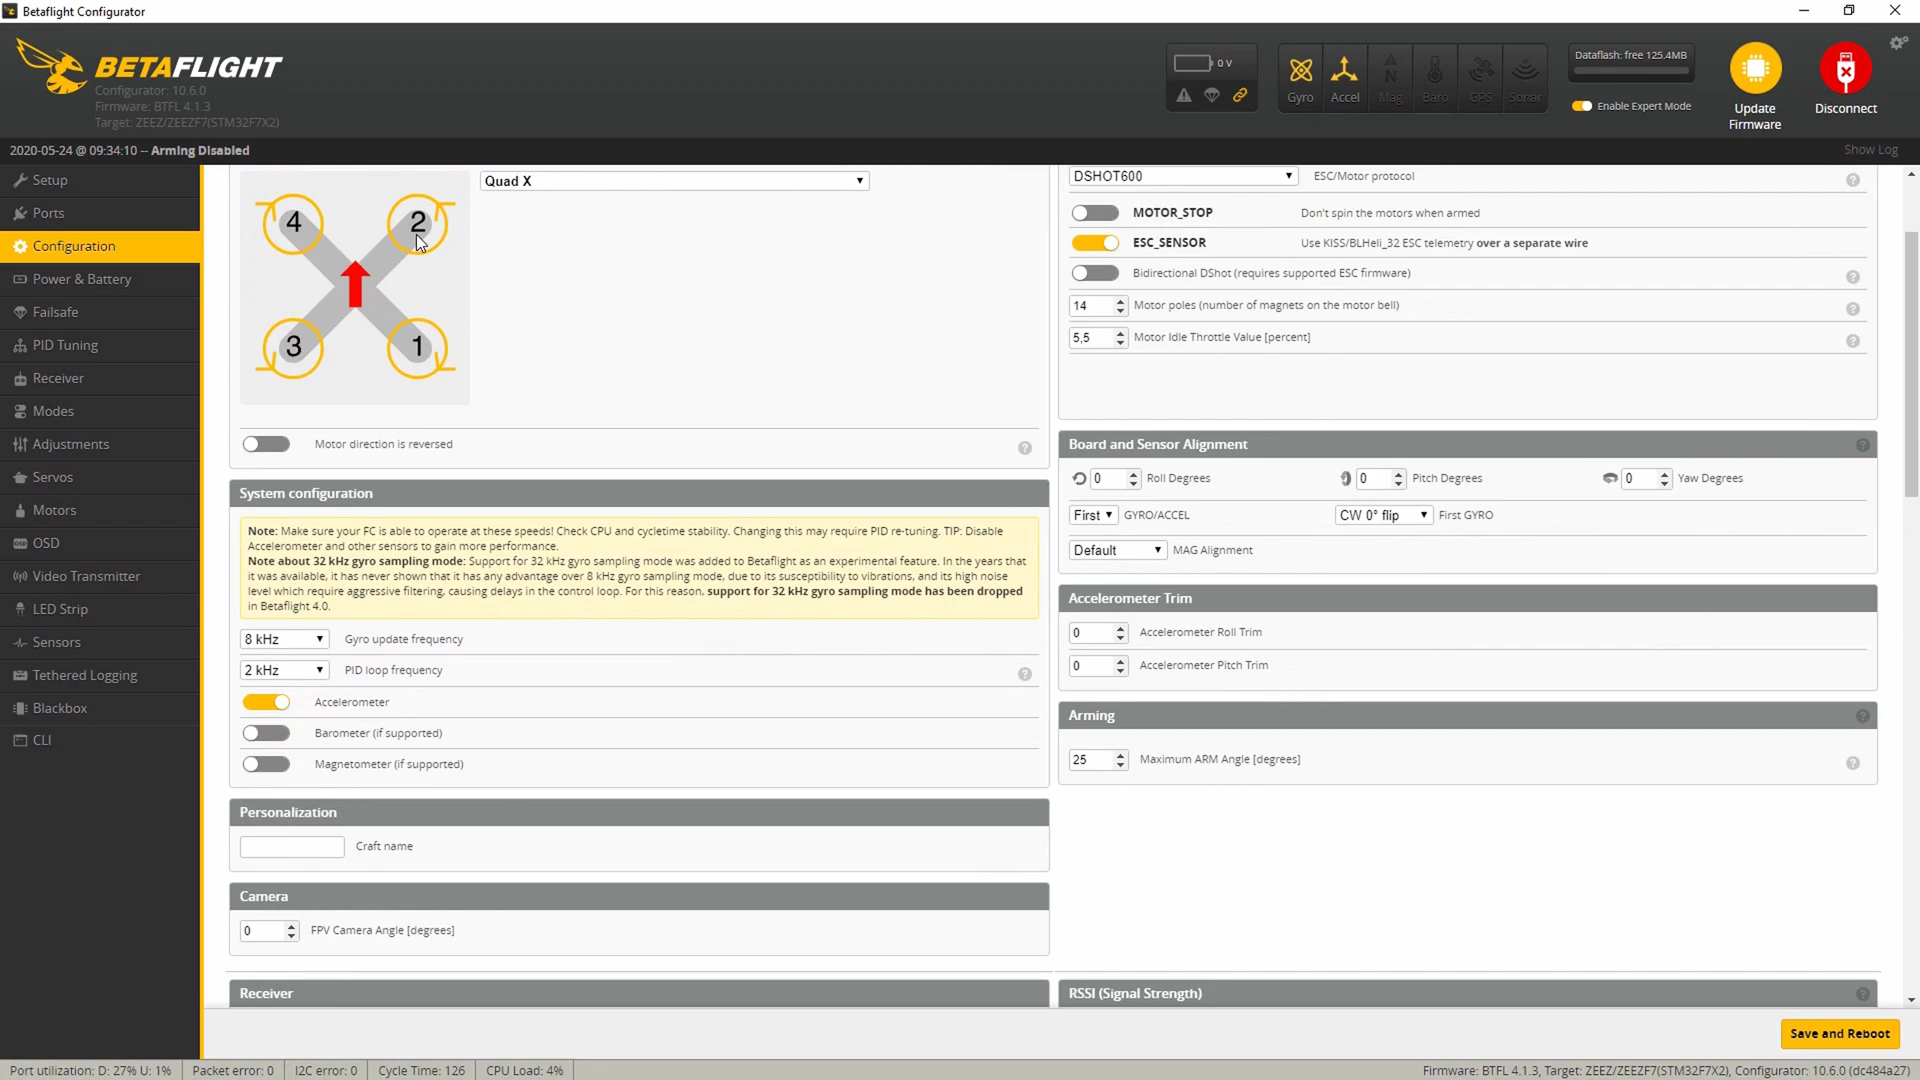 Betaflight Configurator
BETAFLIGHT
Configurator: 10.6.0
Firmware: BTFL 4.1.3
Target: ZEEZ/ZEEZF7(STM32F7X2)
0 V
Gyro
Accel
Mag
Baro
GPS
Sonar
Dataflash: free 125.4MB
Enable Expert Mode
Update
Firmware
Disconnect
2020-05-24 @ 09:34:10 -- Arming Disabled
Show Log
Setup
Ports
Configuration
Power & Battery
Failsafe
PID Tuning
Receiver
Modes
Adjustments
Servos
Motors
OSD OSD
Video Transmitter
LED Strip
Sensors
Tethered Logging
Blackbox
CLI
4
2
3
1
Quad X
Motor direction is reversed
System configuration
Note: Make sure your FC is able to operate at these speeds! Check CPU and cycletime stability. Changing this may require PID re-tuning. TIP: Disable
Accelerometer and other sensors to gain more performance.
Note about 32 kHz gyro sampling mode: Support for 32 kHz gyro sampling mode was added to Betaflight as an experimental feature. In the years that
it was available, it has never shown that it has any advantage over 8 kHz gyro sampling mode, due to its susceptibility to vibrations, and its high noise
level which require aggressive filtering, causing delays in the control loop. For this reason, support for 32 kHz gyro sampling mode has been dropped
in Betaflight 4.0.
8 kHz Gyro update frequency
2 kHz PID loop frequency
Accelerometer
Barometer (if supported)
Magnetometer (if supported)
Personalization
Craft name
Camera
0 FPV Camera Angle [degrees]
Receiver
DSHOT600 ESC/Motor protocol
MOTOR_STOP Don't spin the motors when armed
ESC_SENSOR Use KISS/BLHeli_32 ESC telemetry over a separate wire
Bidirectional DShot (requires supported ESC firmware)
14 Motor poles (number of magnets on the motor bell)
5,5 Motor Idle Throttle Value [percent]
Board and Sensor Alignment
0 Roll Degrees 0 Pitch Degrees 0 Yaw Degrees
First GYRO/ACCEL CW 0° flip First GYRO
Default MAG Alignment
Accelerometer Trim
0 Accelerometer Roll Trim
0 Accelerometer Pitch Trim
Arming
25 Maximum ARM Angle [degrees]
RSSI (Signal Strength)
Save and Reboot
Port utilization: D: 27% U: 1% Packet error: 0 I2C error: 0 Cycle Time: 126 CPU Load: 4% Firmware: BTFL 4.1.3, Target: ZEEZ/ZEEZF7(STM32F7X2), Configurator: 10.6.0 (dc484a27)